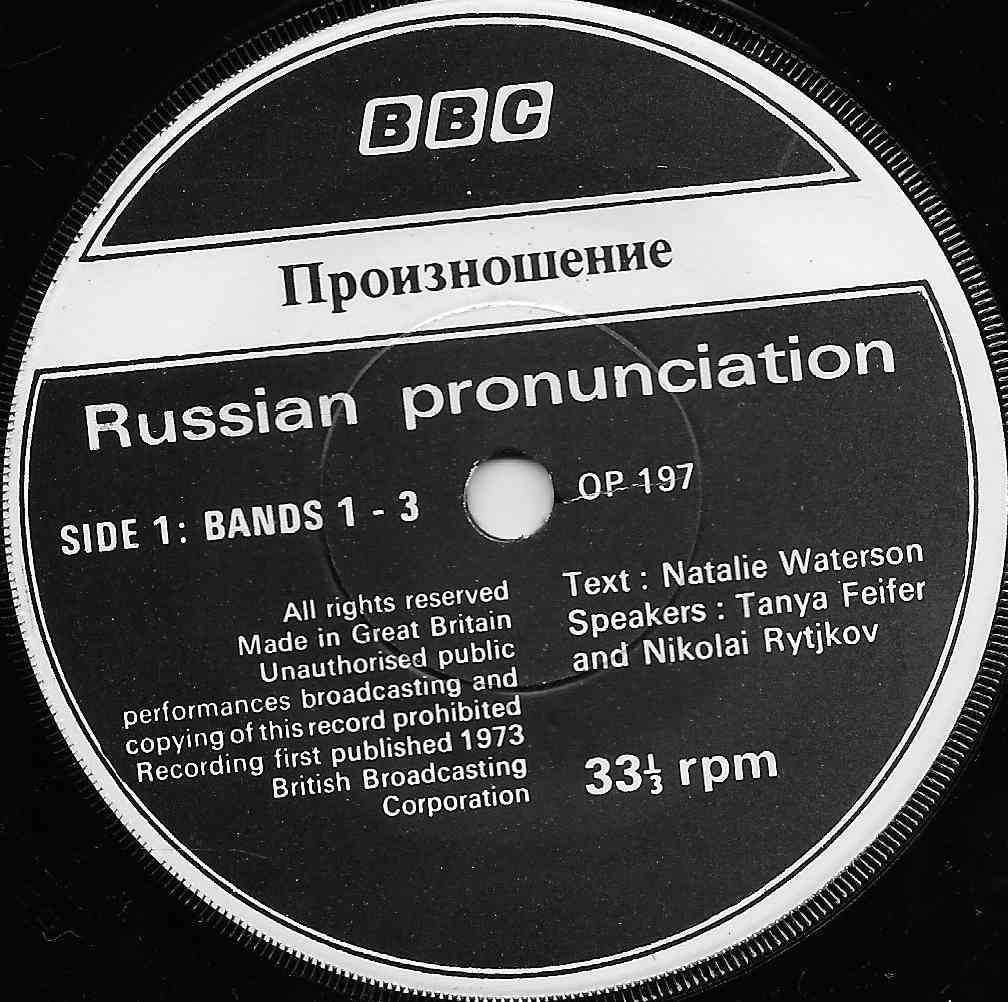 BBC
Произношение
Russian pronunciation
SIDE 1: BANDS 1 - 3
OP 197
All rights reserved
Made in Great Britain
Unauthorised public
performances broadcasting and
copying of this record prohibited
Recording first published 1973
British Broadcasting
Corporation
Text : Natalie Waterson
Speakers : Tanya Feifer
and Nikolai Rytjkov
33⅓ rpm